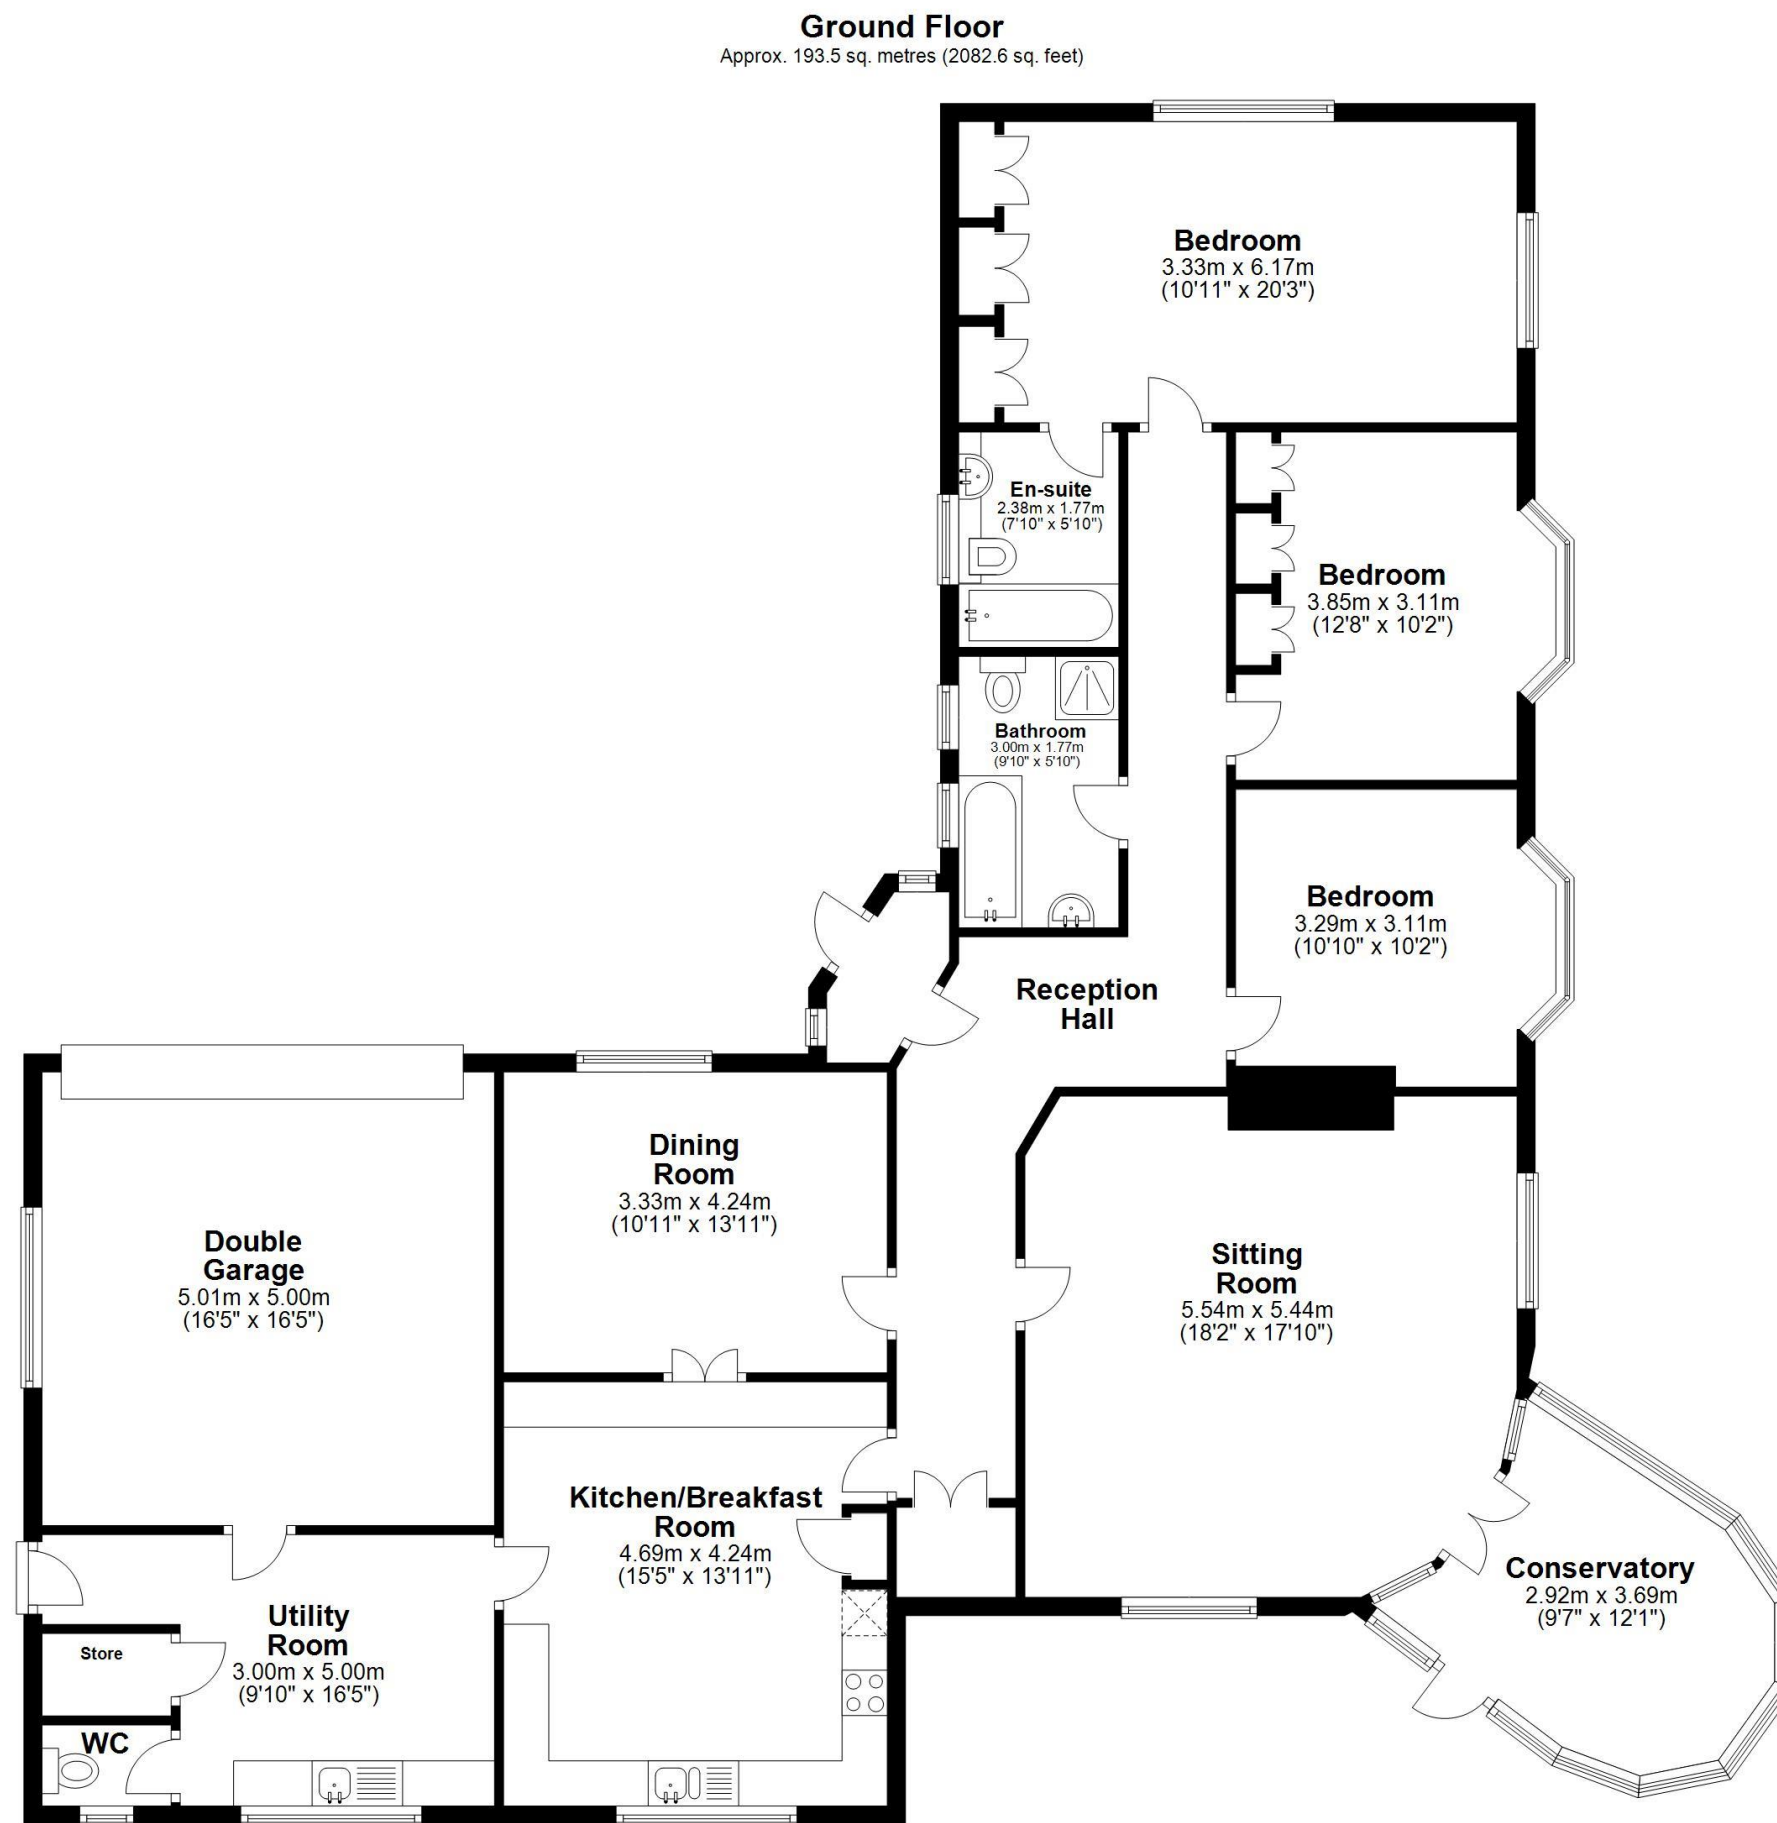 Ground Floor
Approx. 193.5 sq. metres (2082.6 sq. feet)
Bedroom
3.33m x 6.17m
(10'11" x 20'3")
En-suite
2.38m x 1.77m
(7'10" x 5'10")
Bedroom
3.85m x 3.11m
(12'8" x 10'2")
Bathroom
3.00m x 1.77m
(9'10" x 5'10")
Bedroom
3.29m x 3.11m
(10'10" x 10'2")
Reception
Hall
Dining
Room
3.33m x 4.24m
(10'11" x 13'11")
Double
Garage
5.01m x 5.00m
(16'5" x 16'5")
Sitting
Room
5.54m x 5.44m
(18'2" x 17'10")
Kitchen/Breakfast
Room
4.69m x 4.24m
(15'5" x 13'11")
Conservatory
2.92m x 3.69m
(9'7" x 12'1")
Utility
Room
3.00m x 5.00m
(9'10" x 16'5")
Store
WC